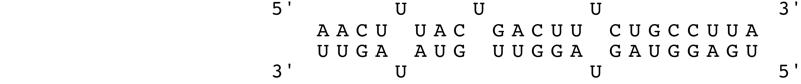 5' U U U 3'
AACU UAC GACUU CUGCCUUA
UUGA AUG UUGGA GAUGGAGU
3' U U 5'